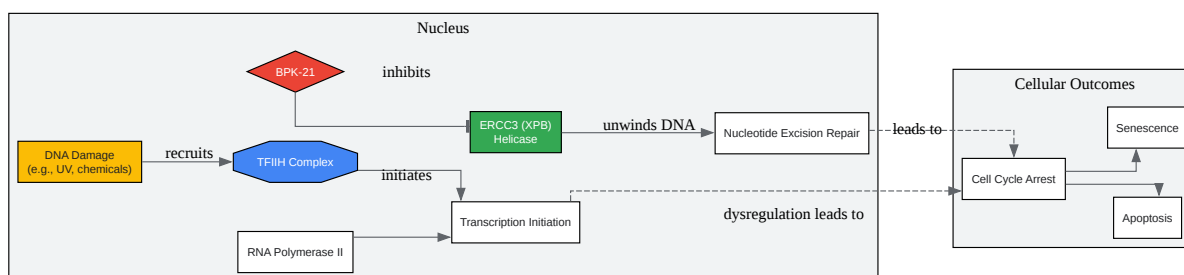 Nucleus
BPK-21
inhibits
Cellular Outcomes
ERCC3 (XPB)
Helicase
unwinds DNA
Nucleotide Excision Repair
leads to
Senescence
DNA Damage
(e.g., UV, chemicals)
recruits
TFIIH Complex
initiates
Cell Cycle Arrest
Transcription Initiation
dysregulation leads to
Apoptosis
RNA Polymerase II